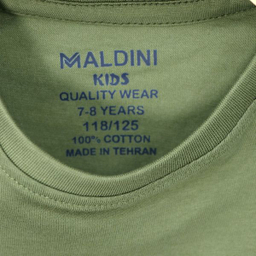 MALDINI
KIDS
QUALITY WEAR
7-8 YEARS
118/125
100% COTTON
MADE IN TEHRAN